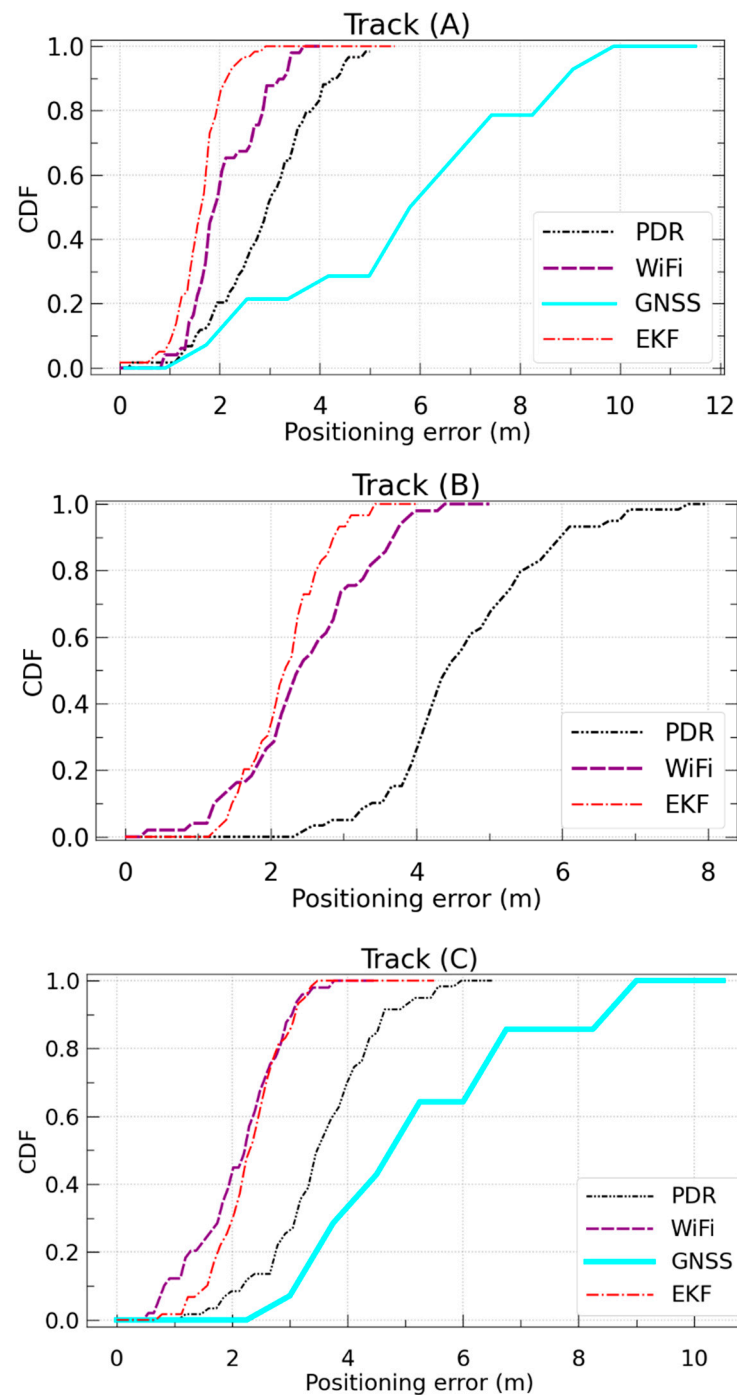 Track (A)
1.0
0.8
0.6
0.4
0.2
0.0
CDF
PDR
WiFi
GNSS
EKF
0 2 4 6 8 10 12
Positioning error (m)
Track (B)
1.0
0.8
0.6
0.4
0.2
0.0
CDF
PDR
WiFi
EKF
0 2 4 6 8
Positioning error (m)
Track (C)
1.0
0.8
0.6
0.4
0.2
0.0
CDF
PDR
WiFi
GNSS
EKF
0 2 4 6 8 10
Positioning error (m)